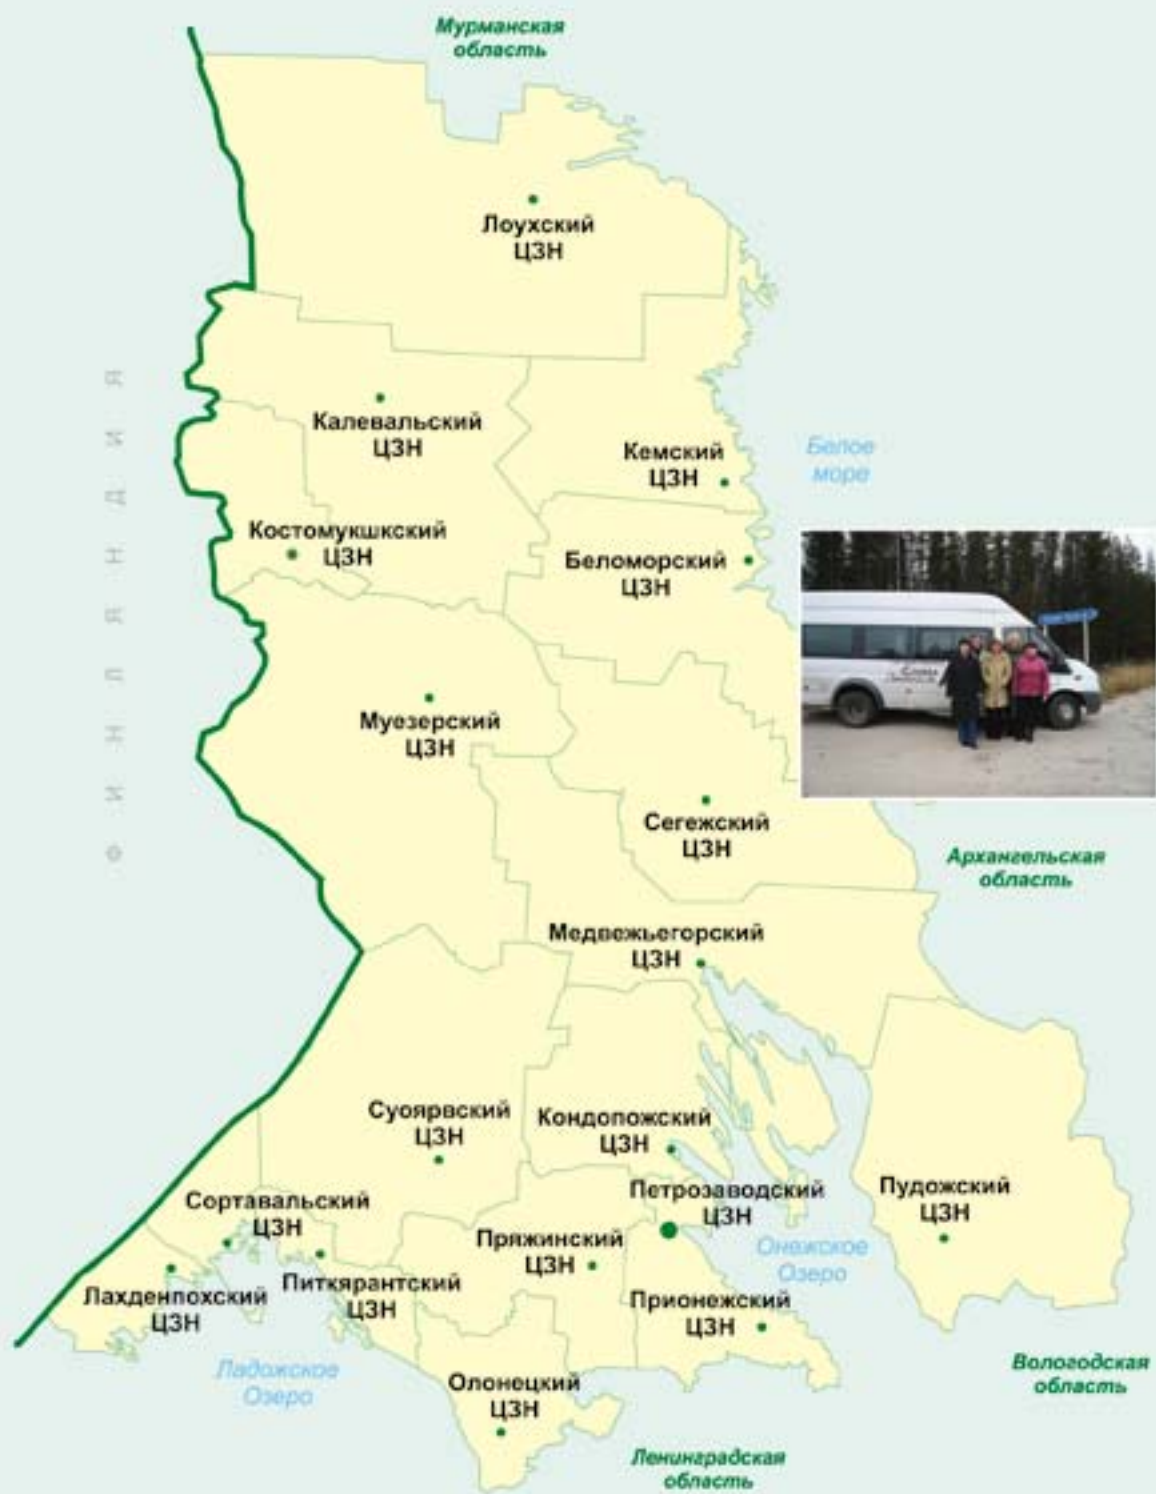 Мурманская
область
Лоухский
ЦЗН
Калевальский
ЦЗН
Кемский
ЦЗН
Белое
море
Костомукшкский
ЦЗН
Беломорский
ЦЗН
ФИНЛЯНДИЯ
Муезерский
ЦЗН
Сегежский
ЦЗН
Архангельская
область
Медвежьегорский
ЦЗН
Суоярвский
ЦЗН
Кондопожский
ЦЗН
Петрозаводский
ЦЗН
Пудожский
ЦЗН
Сортавальский
ЦЗН
Пряжинский
ЦЗН
Онежское
Озеро
Лахденпохский
ЦЗН
Питкярантский
ЦЗН
Прионежский
ЦЗН
Ладожское
Озеро
Олонецкий
ЦЗН
Вологодская
область
Ленинградская
область